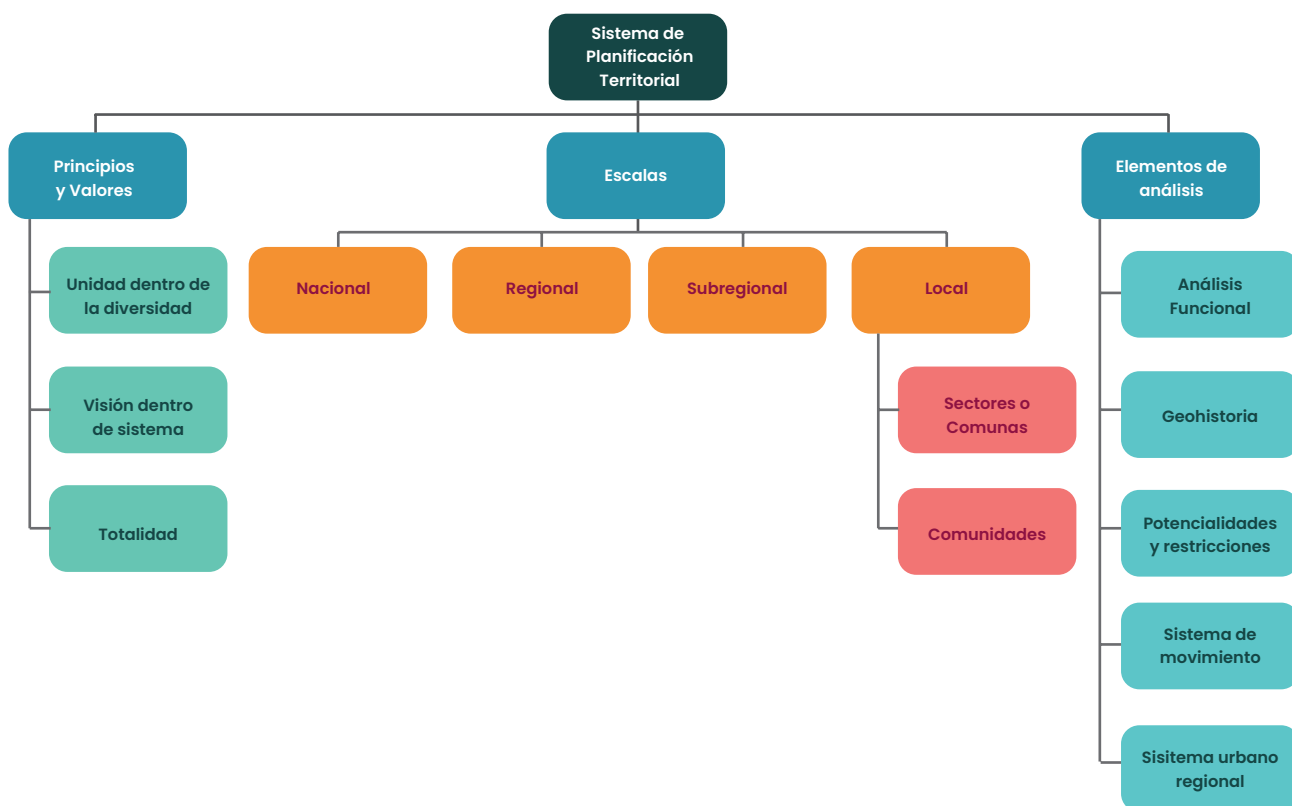 Sistema de
Planificación
Territorial
Principios
y Valores
Escalas
Elementos de
análisis
Unidad dentro de
la diversidad
Visión dentro
de sistema
Totalidad
Nacional
Regional
Subregional
Local
Sectores o
Comunas
Comunidades
Análisis
Funcional
Geohistoria
Potencialidades
y restricciones
Sistema de
movimiento
Sisitema urbano
regional